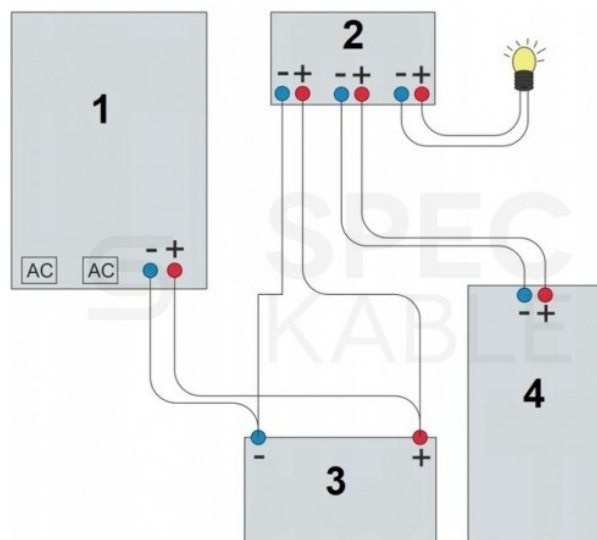 1
2
- + - + - +
- +
AC AC
SPEC
KABLE
- +
4
- +
3